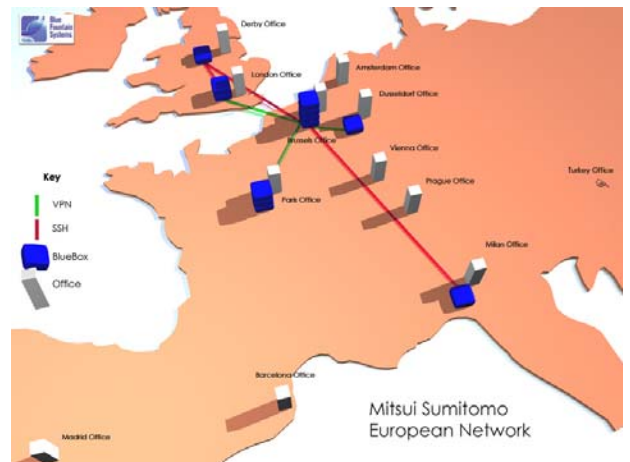 Blue
Fountain
Systems
Derby Office
London Office
Amsterdam Office
Dusseldorf Office
Brussels Office
Vienna Office
Prague Office
Turkey Office
Key
VPN
SSH
BlueBox
Office
Paris Office
Milan Office
Barcelona Office
Madrid Office
Mitsui Sumitomo
European Network